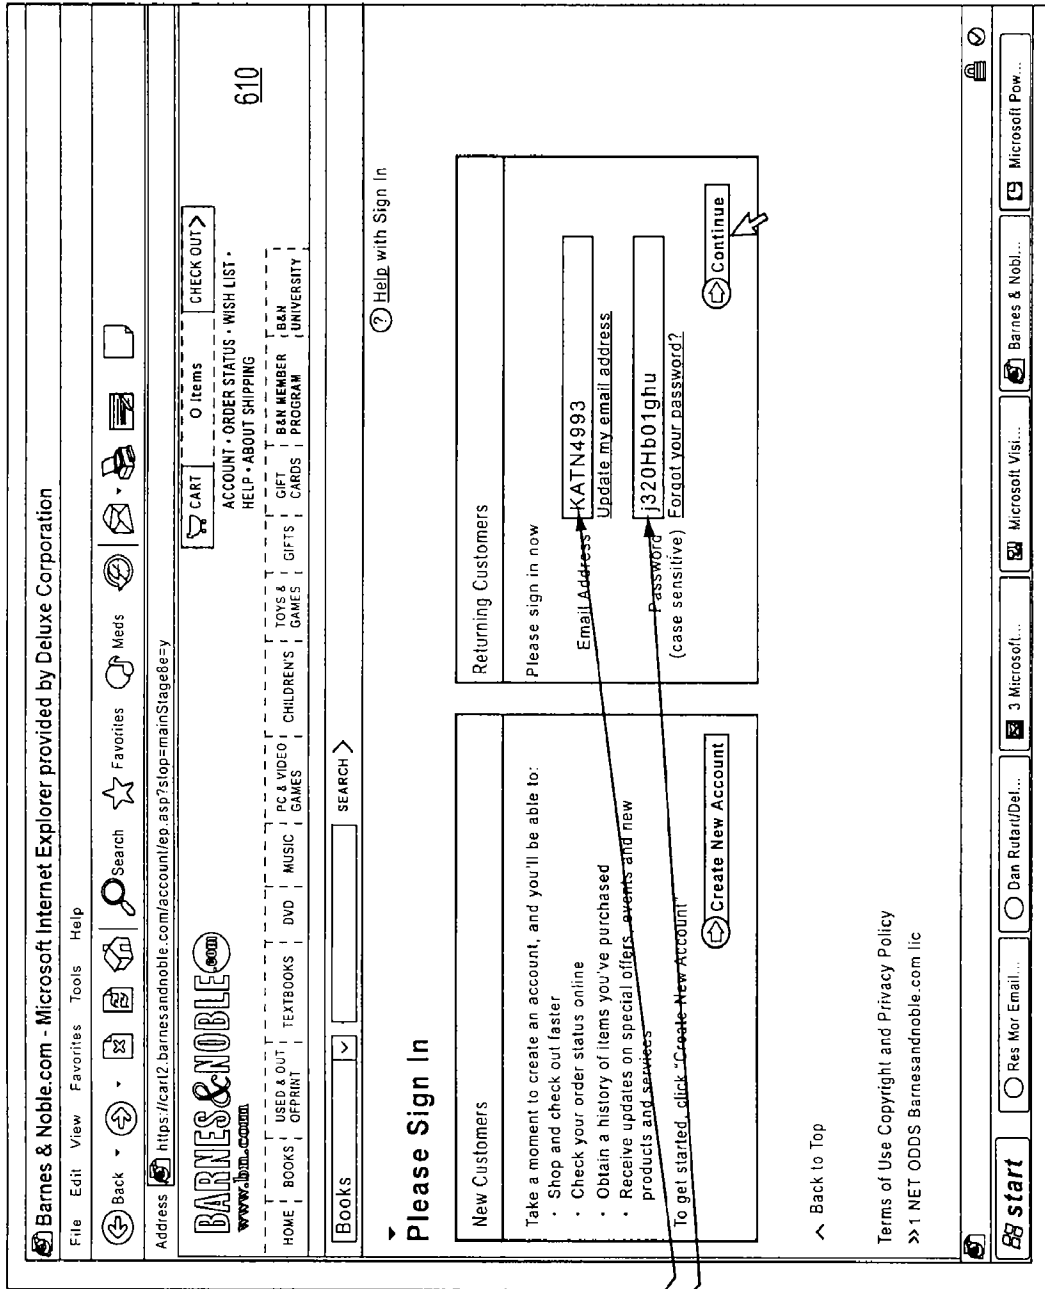 Barnes & Noble.com - Microsoft Internet Explorer provided by Deluxe Corporation
File Edit View Favorites Tools Help
Back Search Favorites Meds
Address https://cart2.barnesandnoble.com/account/ep.asp?stop=mainStage8e=y
BARNES&NOBLE.com
www.bn.com
CART 0 Items CHECK OUT >
ACCOUNT • ORDER STATUS • WISH LIST •
HELP • ABOUT SHIPPING
610
HOME BOOKS USED & OUT OFPRINT TEXTBOOKS DVD MUSIC PC & VIDEO GAMES CHILDREN'S TOYS & GAMES GIFTS GIFT CARDS B&N MEMBER PROGRAM B&N UNIVERSITY
Books SEARCH >
? Help with Sign In
Please Sign In
New Customers
Take a moment to create an account, and you'll be able to:
• Shop and check out faster
• Check your order status online
• Obtain a history of items you've purchased
• Receive updates on special offers, events and new
products and services
To get started, click "Create New Account"
Create New Account
Returning Customers
Please sign in now
Email Address KATN4993
Update my email address
Password j320Hb01ghu
(case sensitive) Forgot your password?
Continue
Back to Top
Terms of Use Copyright and Privacy Policy
>> 1 NET ODDS Barnesandnoble.com llc
start Res Mor Email... Dan Rutart/Del... 3 Microsoft... Microsoft Visi... Barnes & Nobl... Microsoft Pow...